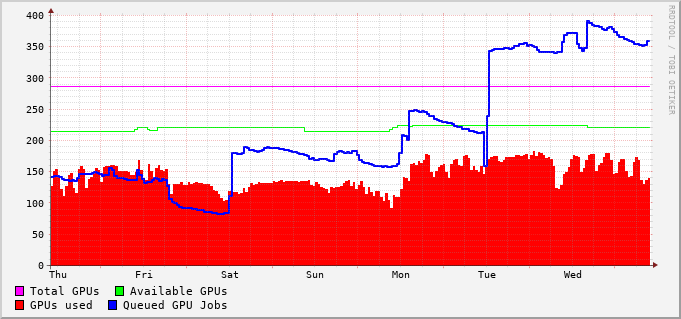 400
350
300
250
200
150
100
50
0
Thu Fri Sat Sun Mon Tue Wed
Total GPUs Available GPUs
GPUs used Queued GPU Jobs
RRDTOOL / TOBI OETIKER